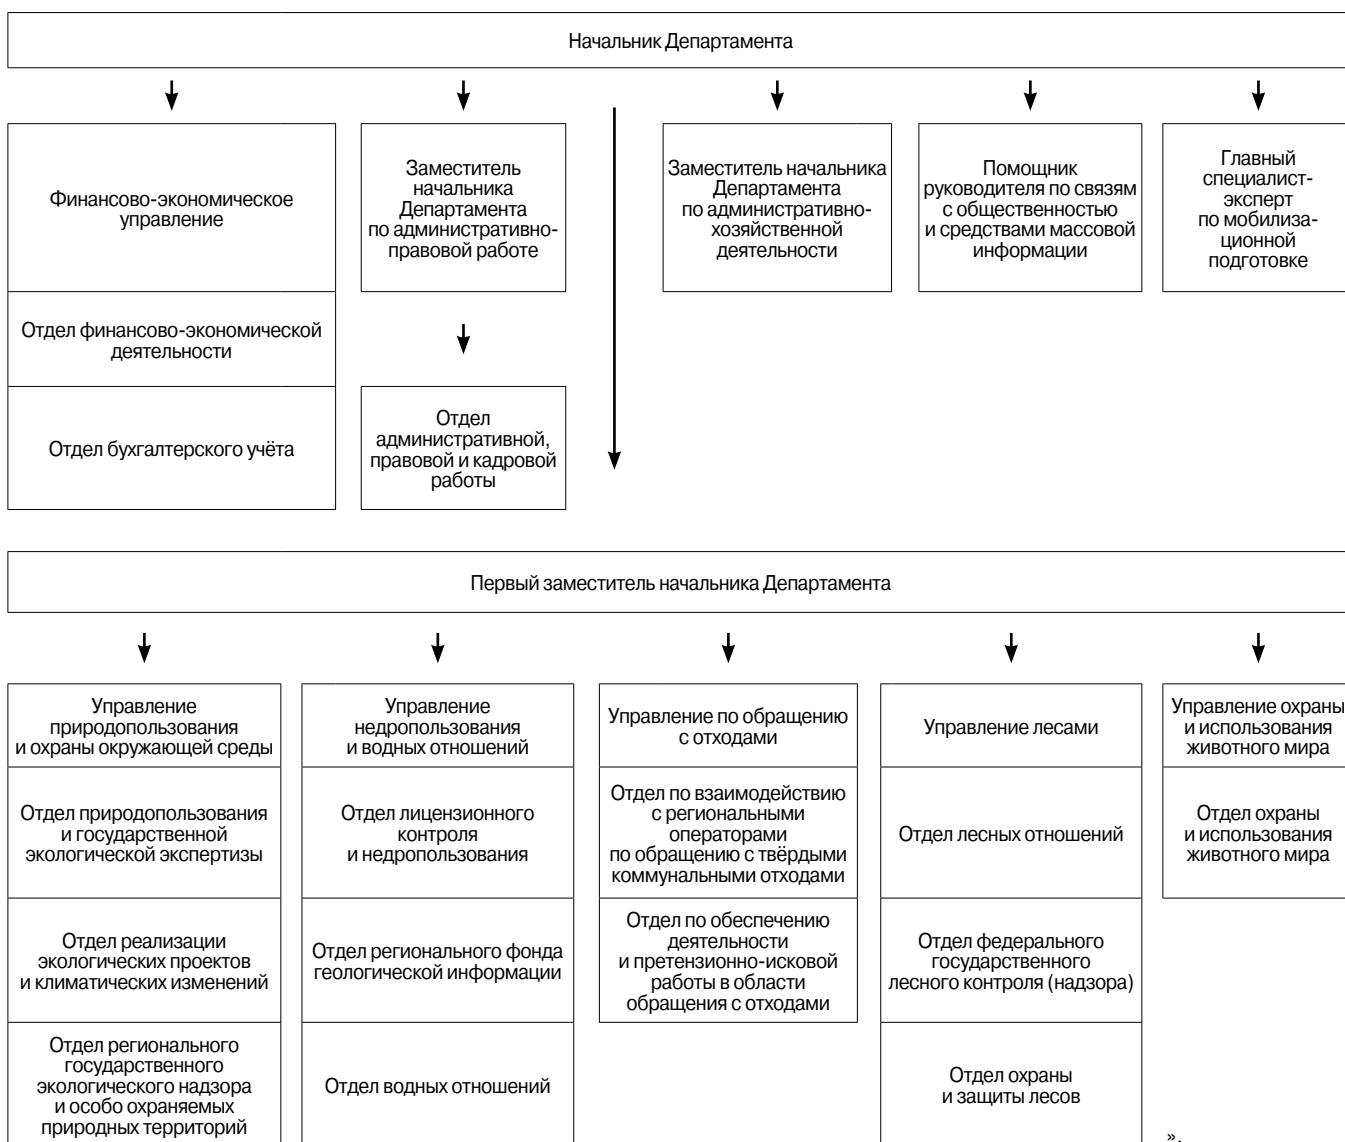 Начальник Департамента
Финансово-экономическое
управление
Заместитель
начальника
Департамента
по административно-
правовой работе
Заместитель начальника
Департамента
по административно-
хозяйственной
деятельности
Помощник
руководителя по связям
с общественностью
и средствами массовой
информации
Главный
специалист-
эксперт
по мобилиза-
ционной
подготовке
Отдел финансово-экономической
деятельности
Отдел бухгалтерского учёта
Отдел
административной,
правовой и кадровой
работы
Первый заместитель начальника Департамента
Управление
природопользования
и охраны окружающей среды
Управление
недропользования
и водных отношений
Управление по обращению
с отходами
Управление лесами
Управление охраны
и использования
животного мира
Отдел природопользования
и государственной
экологической экспертизы
Отдел лицензионного
контроля
и недропользования
Отдел по взаимодействию
с региональными
операторами
по обращению с твёрдыми
коммунальными отходами
Отдел лесных отношений
Отдел охраны
и использования
животного мира
Отдел реализации
экологических проектов
и климатических изменений
Отдел регионального фонда
геологической информации
Отдел по обеспечению
деятельности
и претензионно-исковой
работы в области
обращения с отходами
Отдел федерального
государственного
лесного контроля (надзора)
Отдел регионального
государственного
экологического надзора
и особо охраняемых
природных территорий
Отдел водных отношений
Отдел охраны
и защиты лесов
».